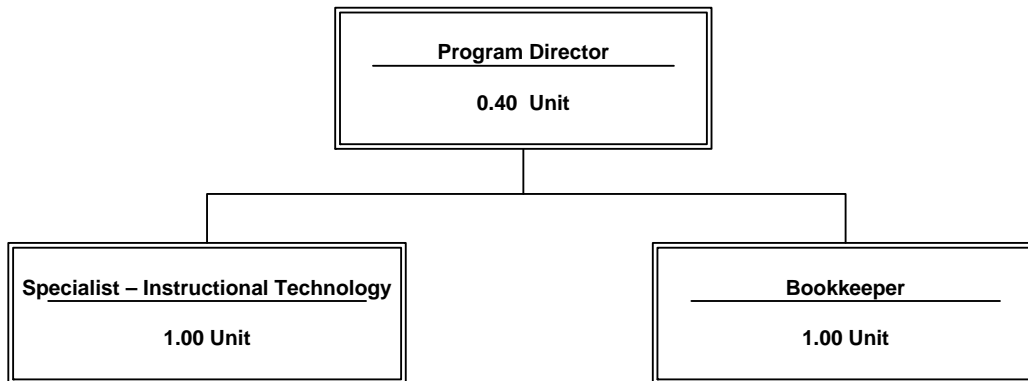 Program Director
0.40 Unit
Specialist – Instructional Technology
1.00 Unit
Bookkeeper
1.00 Unit